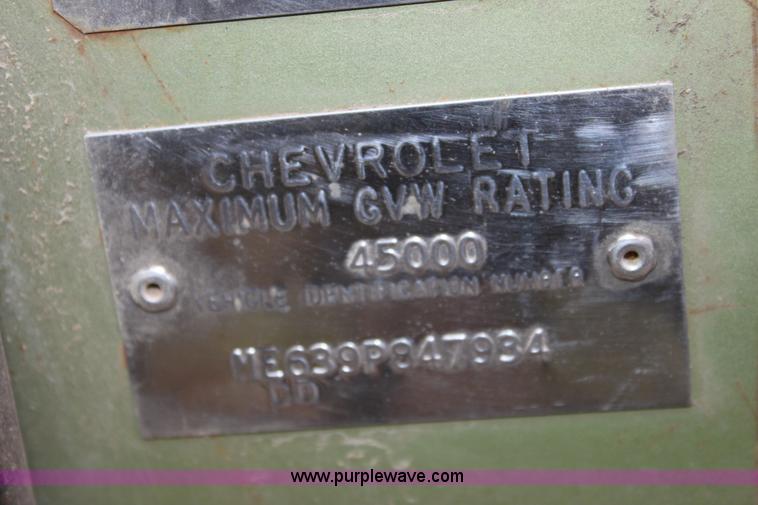 CHEVROLET
MAXIMUM GVW RATING
45000
VEHICLE IDENTIFICATION NUMBER
ME639P847934
DD
www.purplewave.com